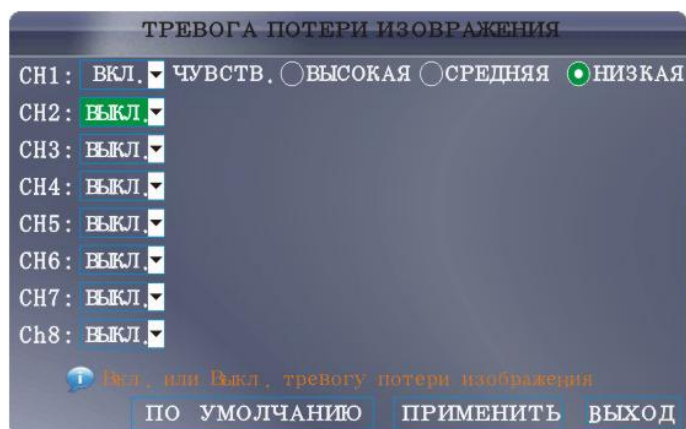 ТРЕВОГА ПОТЕРИ ИЗОВРАЖЕНИЯ
CH1: ВКЛ. ЧУВСТВ. ВЫСОКАЯ СРЕДНЯЯ НИЗКАЯ
CH2: ВЫКЛ.
CH3: ВЫКЛ.
CH4: ВЫКЛ.
CH5: ВЫКЛ.
CH6: ВЫКЛ.
CH7: ВЫКЛ.
Ch8: ВЫКЛ.
Вкл. или Выкл. тревогу потери изображения
ПО УМОЛЧАНИЮ ПРИМЕНИТЬ ВЫХОД